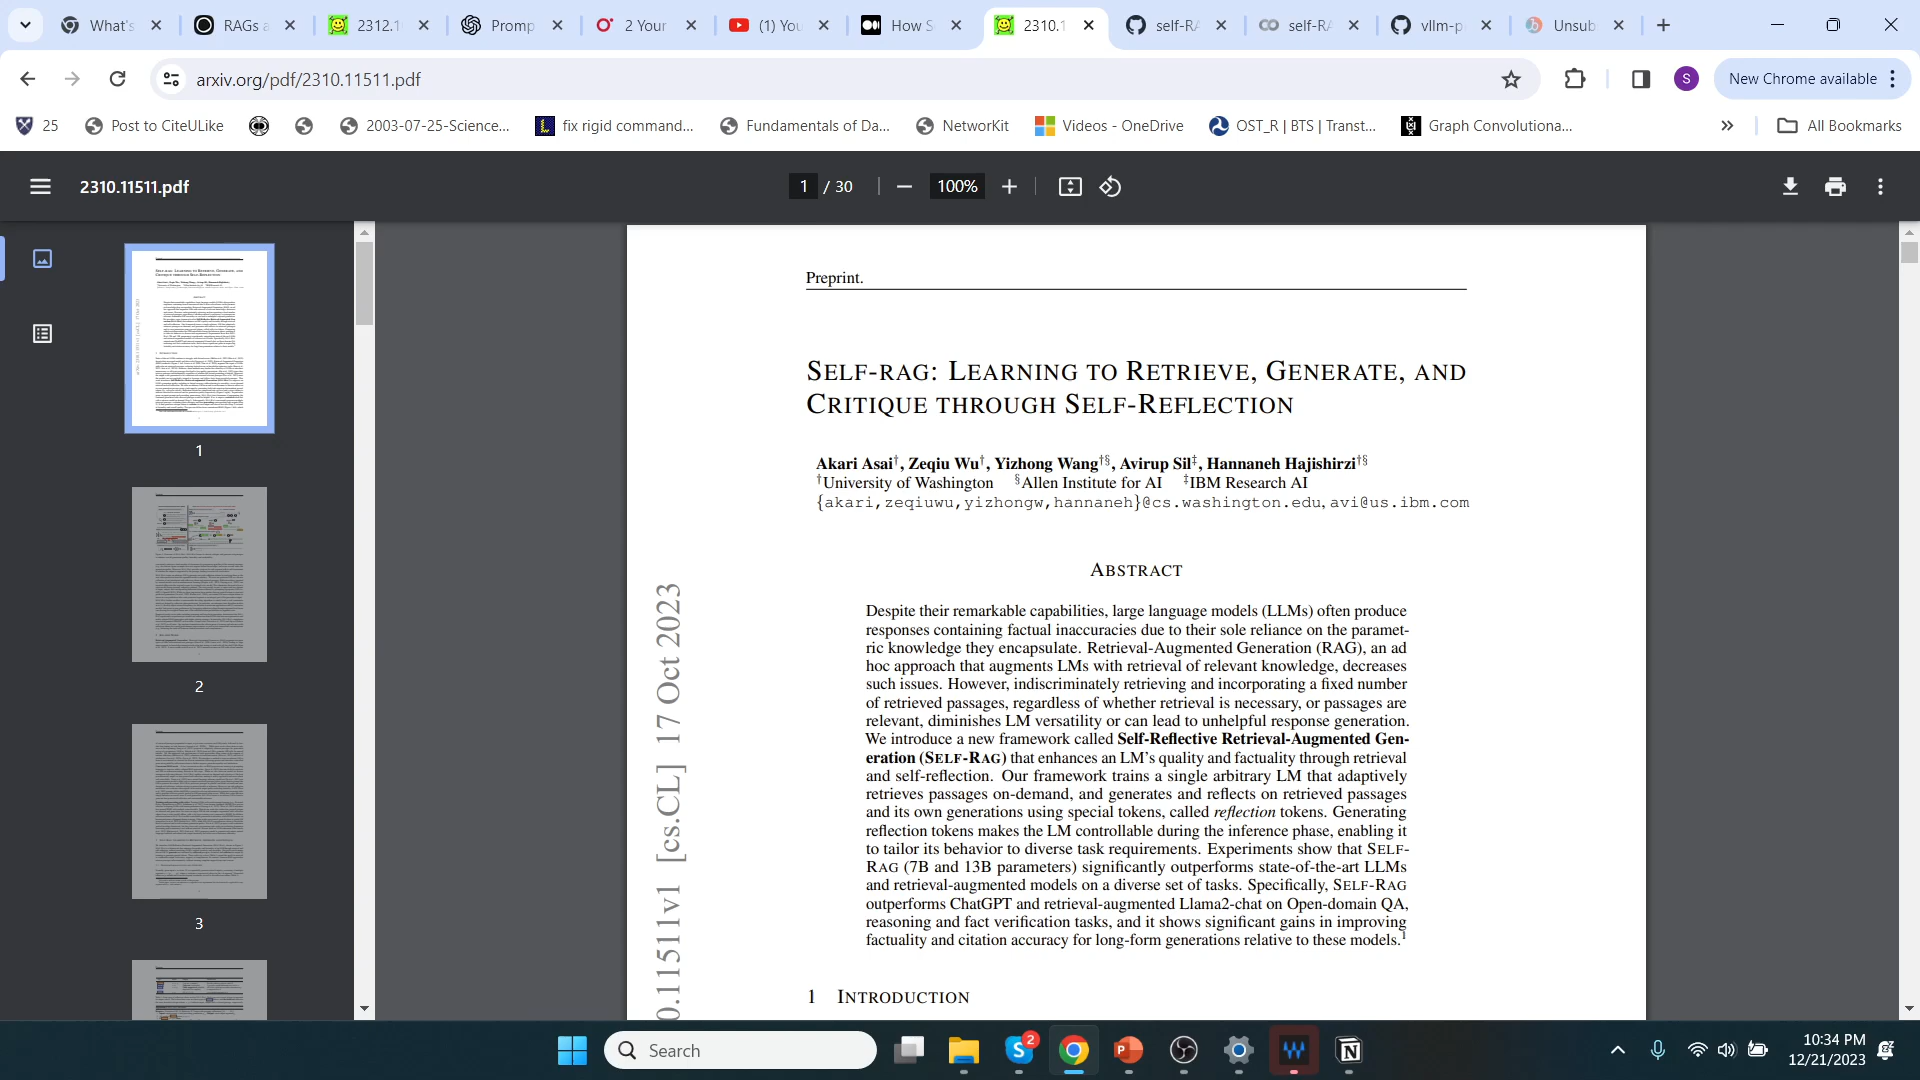 What's
RAGs a
2312.1
Promp
2 Your
(1) You
How S
2310.1
self-RA
self-RA
vllm-p
Unsub
arxiv.org/pdf/2310.11511.pdf
S
New Chrome available
25
Post to CiteULike
2003-07-25-Science...
fix rigid command...
Fundamentals of Da...
NetworKit
Videos - OneDrive
OST_R | BTS | Transt...
Graph Convolutiona...
All Bookmarks
2310.11511.pdf
1 / 30
100%
1
2
3
Preprint.
SELF-RAG: LEARNING TO RETRIEVE, GENERATE, AND
CRITIQUE THROUGH SELF-REFLECTION
Akari Asai†, Zeqiu Wu†, Yizhong Wang†§, Avirup Sil‡, Hannaneh Hajishirzi†§
†University of Washington §Allen Institute for AI ‡IBM Research AI
{akari,zeqiuwu,yizhongw,hannaneh}@cs.washington.edu, avi@us.ibm.com
ABSTRACT
Despite their remarkable capabilities, large language models (LLMs) often produce
responses containing factual inaccuracies due to their sole reliance on the paramet-
ric knowledge they encapsulate. Retrieval-Augmented Generation (RAG), an ad
hoc approach that augments LMs with retrieval of relevant knowledge, decreases
such issues. However, indiscriminately retrieving and incorporating a fixed number
of retrieved passages, regardless of whether retrieval is necessary, or passages are
relevant, diminishes LM versatility or can lead to unhelpful response generation.
We introduce a new framework called Self-Reflective Retrieval-Augmented Gen-
eration (SELF-RAG) that enhances an LM's quality and factuality through retrieval
and self-reflection. Our framework trains a single arbitrary LM that adaptively
retrieves passages on-demand, and generates and reflects on retrieved passages
and its own generations using special tokens, called reflection tokens. Generating
reflection tokens makes the LM controllable during the inference phase, enabling it
to tailor its behavior to diverse task requirements. Experiments show that SELF-
RAG (7B and 13B parameters) significantly outperforms state-of-the-art LLMs
and retrieval-augmented models on a diverse set of tasks. Specifically, SELF-RAG
outperforms ChatGPT and retrieval-augmented Llama2-chat on Open-domain QA,
reasoning and fact verification tasks, and it shows significant gains in improving
factuality and citation accuracy for long-form generations relative to these models.1
1 INTRODUCTION
0.11511v1 [cs.CL] 17 Oct 2023
Search
2
10:34 PM
12/21/2023